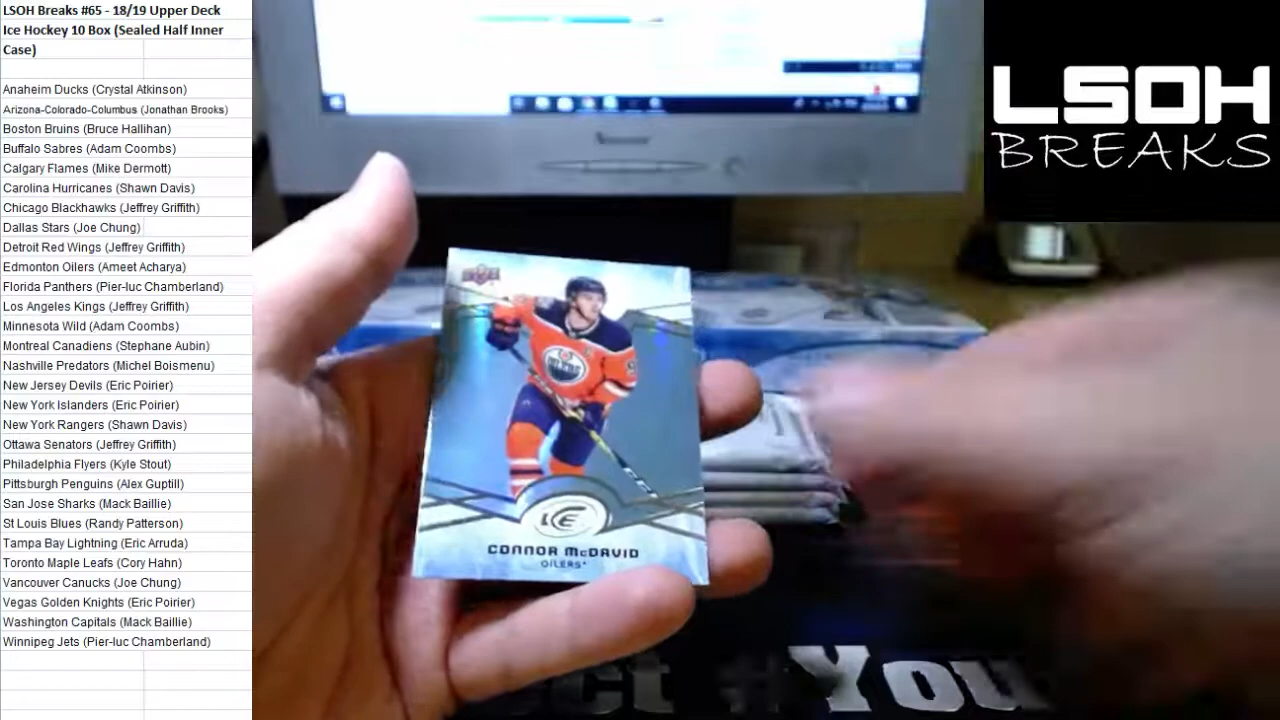 LSOH Breaks #65 - 18/19 Upper Deck
Ice Hockey 10 Box (Sealed Half Inner
Case)
Anaheim Ducks (Crystal Atkinson)
Arizona-Colorado-Columbus (Jonathan Brooks)
Boston Bruins (Bruce Hallihan)
Buffalo Sabres (Adam Coombs)
Calgary Flames (Mike Dermott)
Carolina Hurricanes (Shawn Davis)
Chicago Blackhawks (Jeffrey Griffith)
Dallas Stars (Joe Chung)
Detroit Red Wings (Jeffrey Griffith)
Edmonton Oilers (Ameet Acharya)
Florida Panthers (Pier-luc Chamberland)
Los Angeles Kings (Jeffrey Griffith)
Minnesota Wild (Adam Coombs)
Montreal Canadiens (Stephane Aubin)
Nashville Predators (Michel Boismenu)
New Jersey Devils (Eric Poirier)
New York Islanders (Eric Poirier)
New York Rangers (Shawn Davis)
Ottawa Senators (Jeffrey Griffith)
Philadelphia Flyers (Kyle Stout)
Pittsburgh Penguins (Alex Guptill)
San Jose Sharks (Mack Baillie)
St Louis Blues (Randy Patterson)
Tampa Bay Lightning (Eric Arruda)
Toronto Maple Leafs (Cory Hahn)
Vancouver Canucks (Joe Chung)
Vegas Golden Knights (Eric Poirier)
Washington Capitals (Mack Baillie)
Winnipeg Jets (Pier-luc Chamberland)
LSOH
BREAKS
OILERS
ICE
CONNOR McDAVID
OILERS
#You